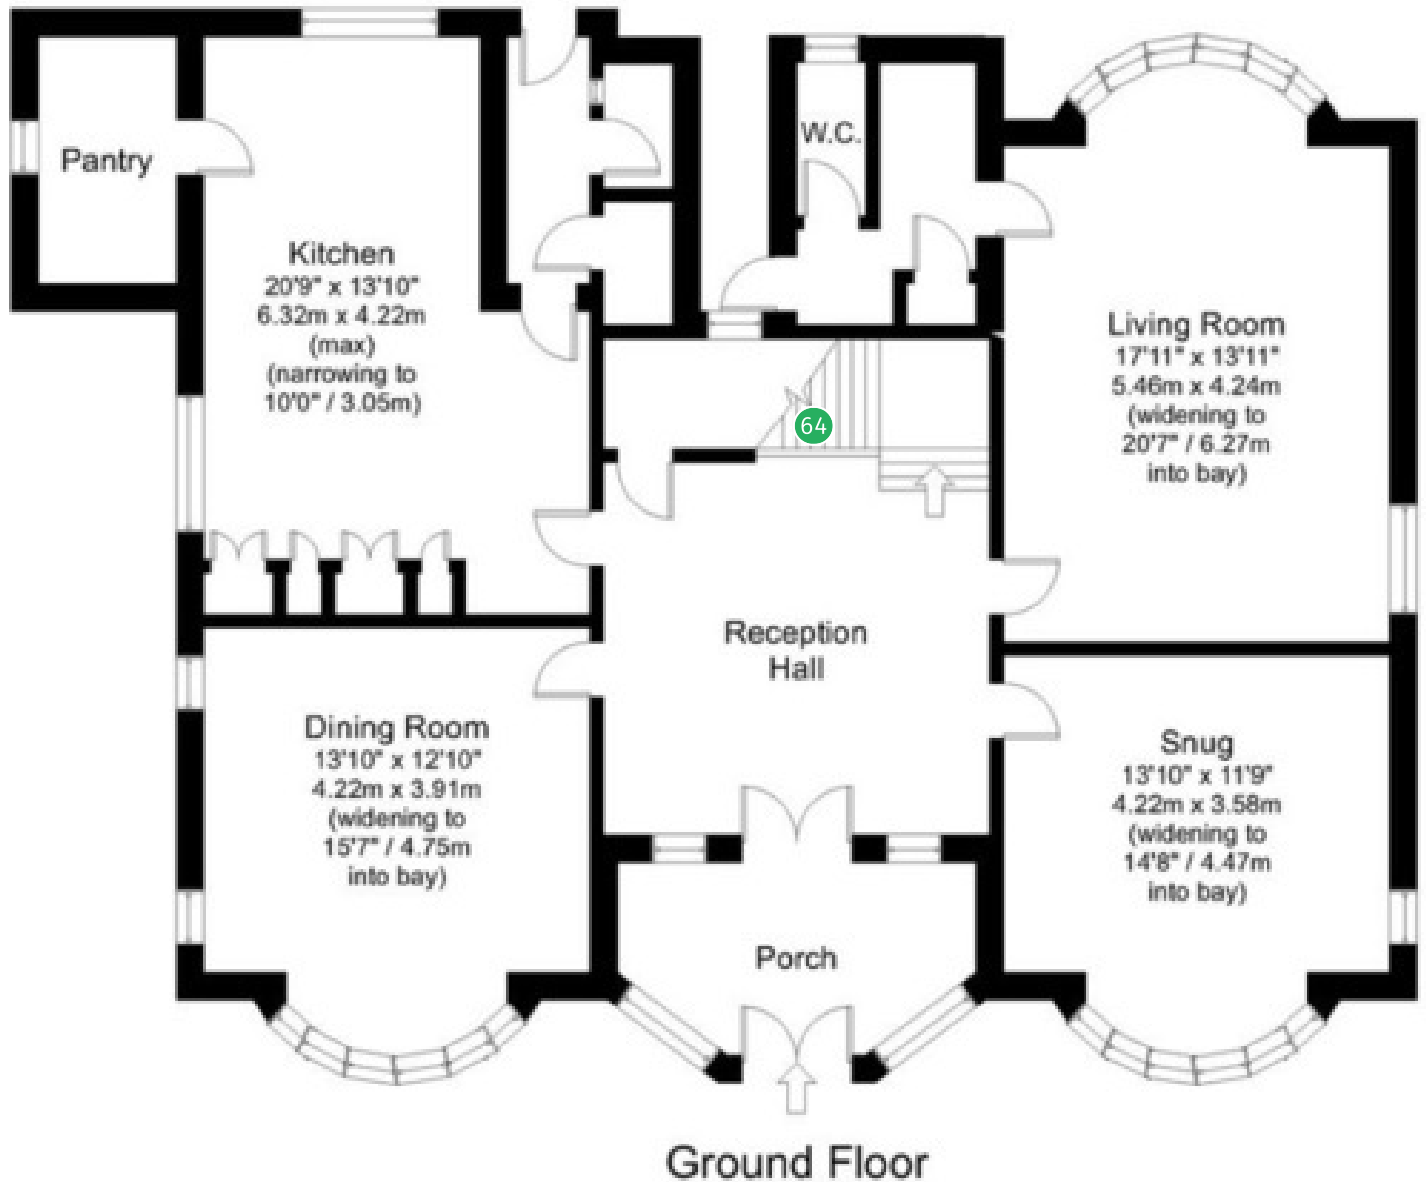 Pantry
W.C.
Kitchen
20'9" x 13'10"
6.32m x 4.22m
(max)
(narrowing to
10'0" / 3.05m)
Living Room
17'11" x 13'11"
5.46m x 4.24m
(widening to
20'7" / 6.27m
into bay)
64
Reception
Hall
Dining Room
13'10" x 12'10"
4.22m x 3.91m
(widening to
15'7" / 4.75m
into bay)
Snug
13'10" x 11'9"
4.22m x 3.58m
(widening to
14'8" / 4.47m
into bay)
Porch
Ground Floor